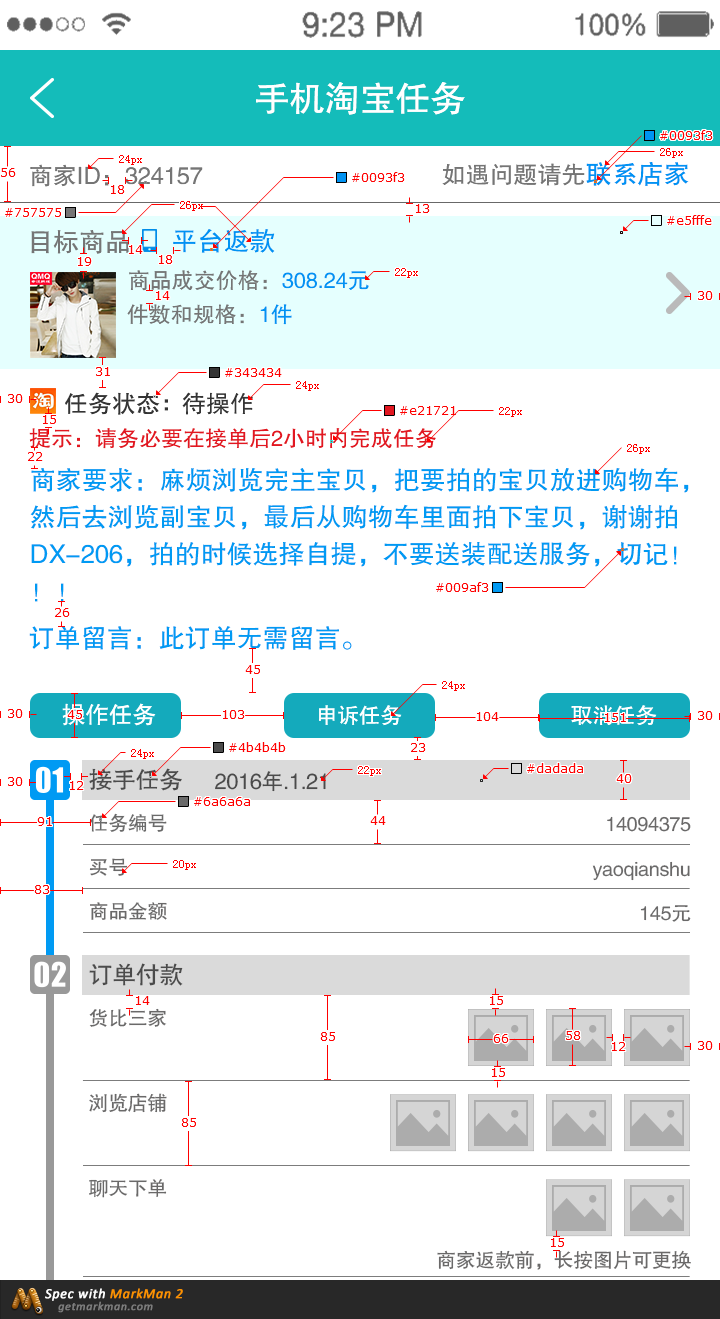 9:23 PM 100%
手机淘宝任务
#0093f3
56 商家ID：324157 如遇问题请先联系店家
24px 18 26px
#757575 #0093f3
26px 13
#e5fffe
目标商品 平台返款
14 18
19
QMQ
商品成交价格：308.24元 22px
14
件数和规格：1件
30
31
#343434
24px
30 淘 任务状态：待操作
15 #e21721 22px
提示：请务必要在接单后2小时内完成任务
22 26px
商家要求：麻烦浏览完主宝贝，把要拍的宝贝放进购物车，
然后去浏览副宝贝，最后从购物车里面拍下宝贝，谢谢拍
DX-206，拍的时候选择自提，不要送装配送服务，切记！
#009af3
！！
26
订单留言：此订单无需留言。
45
24px
30 操作任务 45 103 申诉任务 104 取消任务 151 30
23
#4b4b4b
24px 22px #dadada
30 01 12 接手任务 2016年.1.21 40
#6a6a6a
91 任务编号 44 14094375
买号 20px yaoqianshu
83
商品金额 145元
02 订单付款
14 15
货比三家 85 66 58 12 30
15
浏览店铺
85
聊天下单
15
商家返款前，长按图片可更换
Spec with MarkMan 2
getmarkman.com